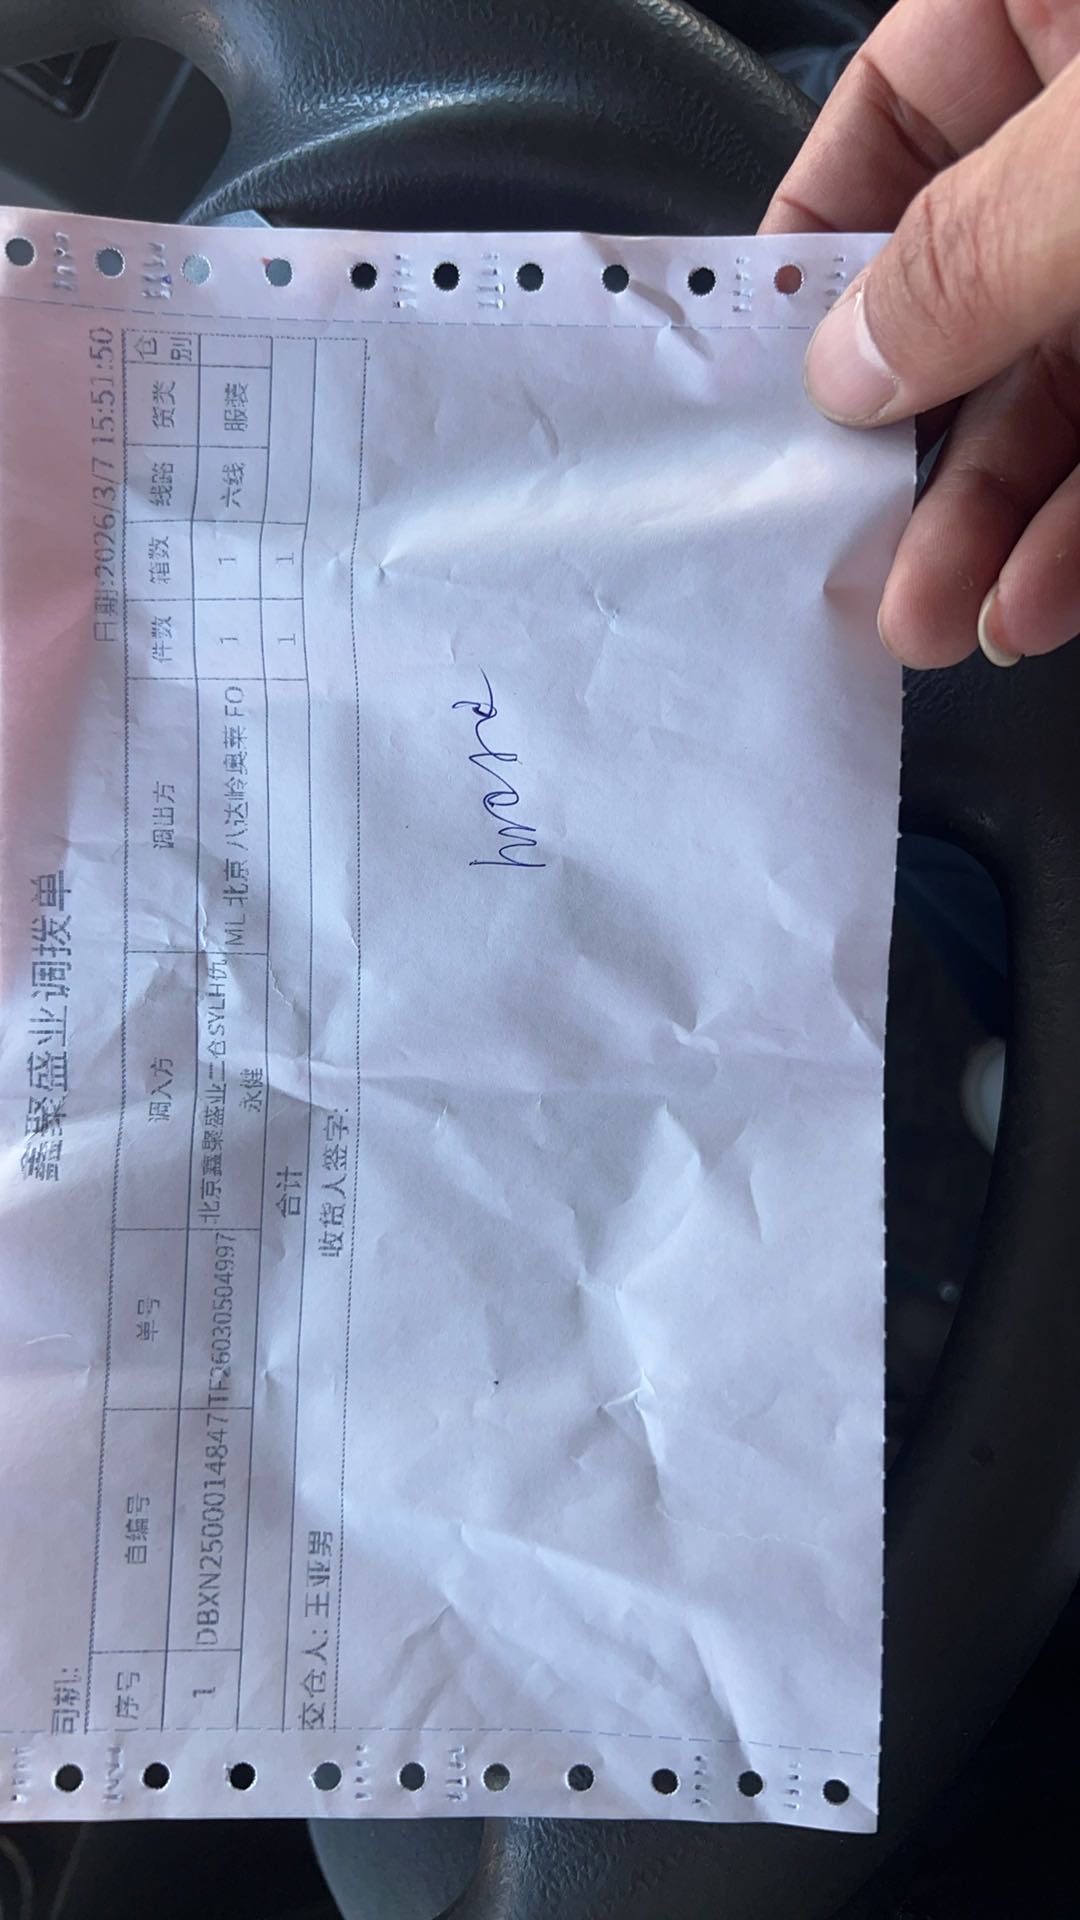 鑫聚盛业调拨单
司机: 日期:2026/3/7 15:51:50
序号 自编号 单号 调入方 调出方 件数 箱数 线路 货类 仓别
1 DBXN2500014847 TF26030504997 北京鑫聚盛业二仓SYLH仇永健 ML 北京 八达岭奥莱 FO 1 1 六线 服装
合计 1 1
交仓人: 王亚男 收货人签字: